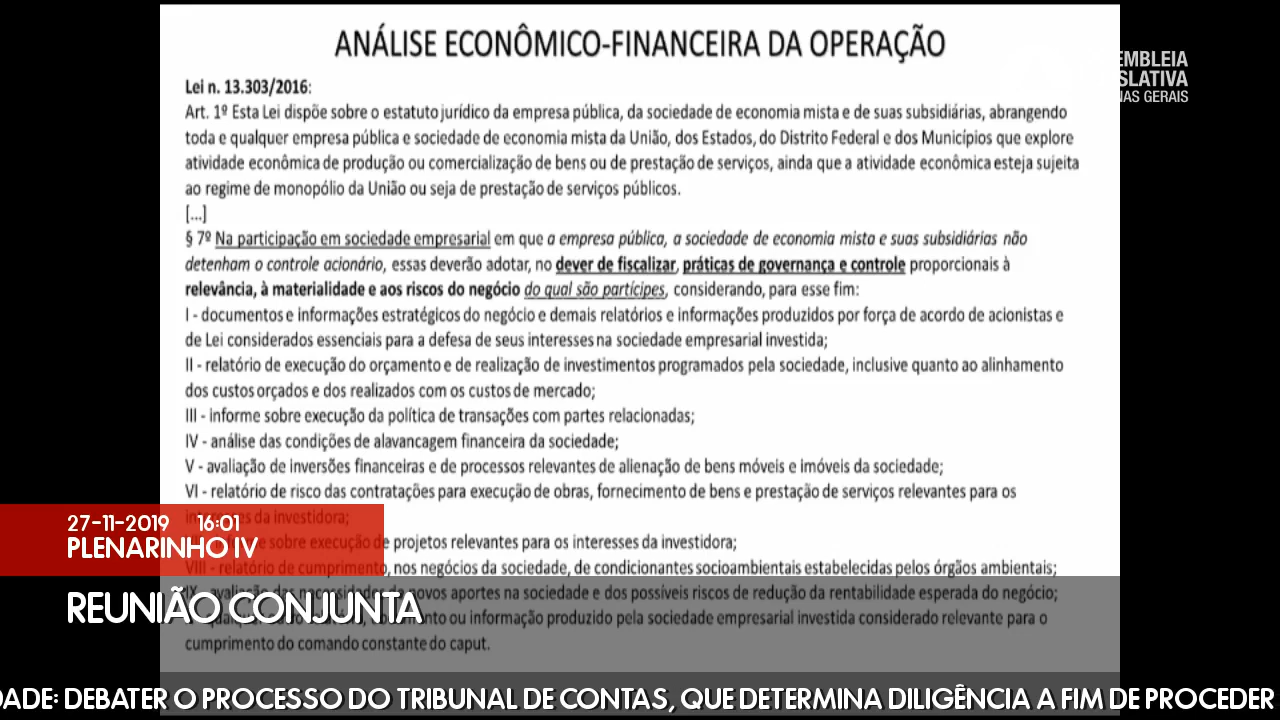 ANÁLISE ECONÔMICO-FINANCEIRA DA OPERAÇÃO
EMBLEIA
SLATIVA
NAS GERAIS
Lei n. 13.303/2016:
Art. 1º Esta Lei dispõe sobre o estatuto jurídico da empresa pública, da sociedade de economia mista e de suas subsidiárias, abrangendo
toda e qualquer empresa pública e sociedade de economia mista da União, dos Estados, do Distrito Federal e dos Municípios que explore
atividade econômica de produção ou comercialização de bens ou de prestação de serviços, ainda que a atividade econômica esteja sujeita
ao regime de monopólio da União ou seja de prestação de serviços públicos.
[...]
§ 7º Na participação em sociedade empresarial em que a empresa pública, a sociedade de economia mista e suas subsidiárias não
detenham o controle acionário, essas deverão adotar, no dever de fiscalizar, práticas de governança e controle proporcionais à
relevância, à materialidade e aos riscos do negócio do qual são partícipes, considerando, para esse fim:
I - documentos e informações estratégicos do negócio e demais relatórios e informações produzidos por força de acordo de acionistas e
de Lei considerados essenciais para a defesa de seus interesses na sociedade empresarial investida;
II - relatório de execução do orçamento e de realização de investimentos programados pela sociedade, inclusive quanto ao alinhamento
dos custos orçados e dos realizados com os custos de mercado;
III - informe sobre execução da política de transações com partes relacionadas;
IV - análise das condições de alavancagem financeira da sociedade;
V - avaliação de inversões financeiras e de processos relevantes de alienação de bens móveis e imóveis da sociedade;
VI - relatório de risco das contratações para execução de obras, fornecimento de bens e prestação de serviços relevantes para os
interesses da investidora;
sobre execução de projetos relevantes para os interesses da investidora;
VIII - relatório de cumprimento, nos negócios da sociedade, de condicionantes socioambientais estabelecidas pelos órgãos ambientais;
IX - avaliação das necessidades de novos aportes na sociedade e dos possíveis riscos de redução da rentabilidade esperada do negócio;
ou informação produzido pela sociedade empresarial investida considerado relevante para o
cumprimento do comando constante do caput.
27-11-2019 16:01
PLENARINHO IV
REUNIÃO CONJUNTA
DADE: DEBATER O PROCESSO DO TRIBUNAL DE CONTAS, QUE DETERMINA DILIGÊNCIA A FIM DE PROCEDER